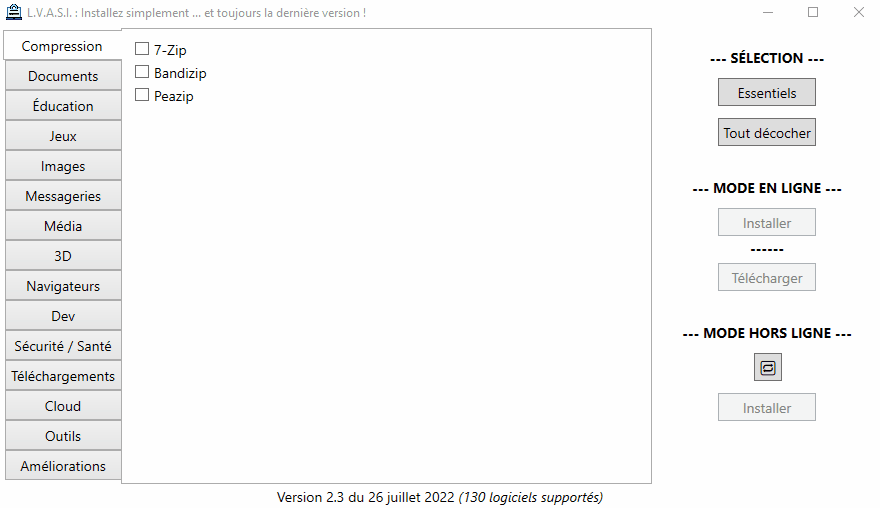 L.V.A.S.I. : Installez simplement ... et toujours la dernière version !
Compression
Documents
Éducation
Jeux
Images
Messageries
Média
3D
Navigateurs
Dev
Sécurité / Santé
Téléchargements
Cloud
Outils
Améliorations
7-Zip
Bandizip
Peazip
--- SÉLECTION ---
Essentiels
Tout décocher
--- MODE EN LIGNE ---
Installer
------
Télécharger
--- MODE HORS LIGNE ---
Installer
Version 2.3 du 26 juillet 2022 (130 logiciels supportés)